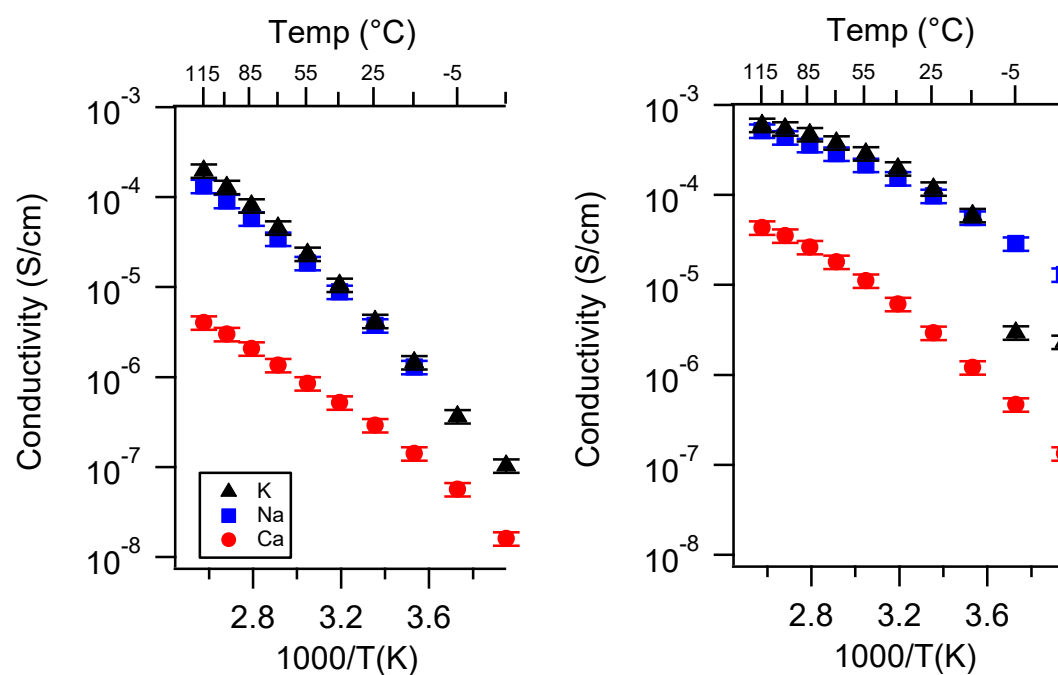 Temp (°C)
115 85 55 25 -5
10-3
10-4
10-5
10-6
10-7
10-8
Conductivity (S/cm)
K
Na
Ca
2.8 3.2 3.6
1000/T(K)
Temp (°C)
115 85 55 25 -5
10-3
10-4
10-5
10-6
10-7
10-8
Conductivity (S/cm)
2.8 3.2 3.6
1000/T(K)